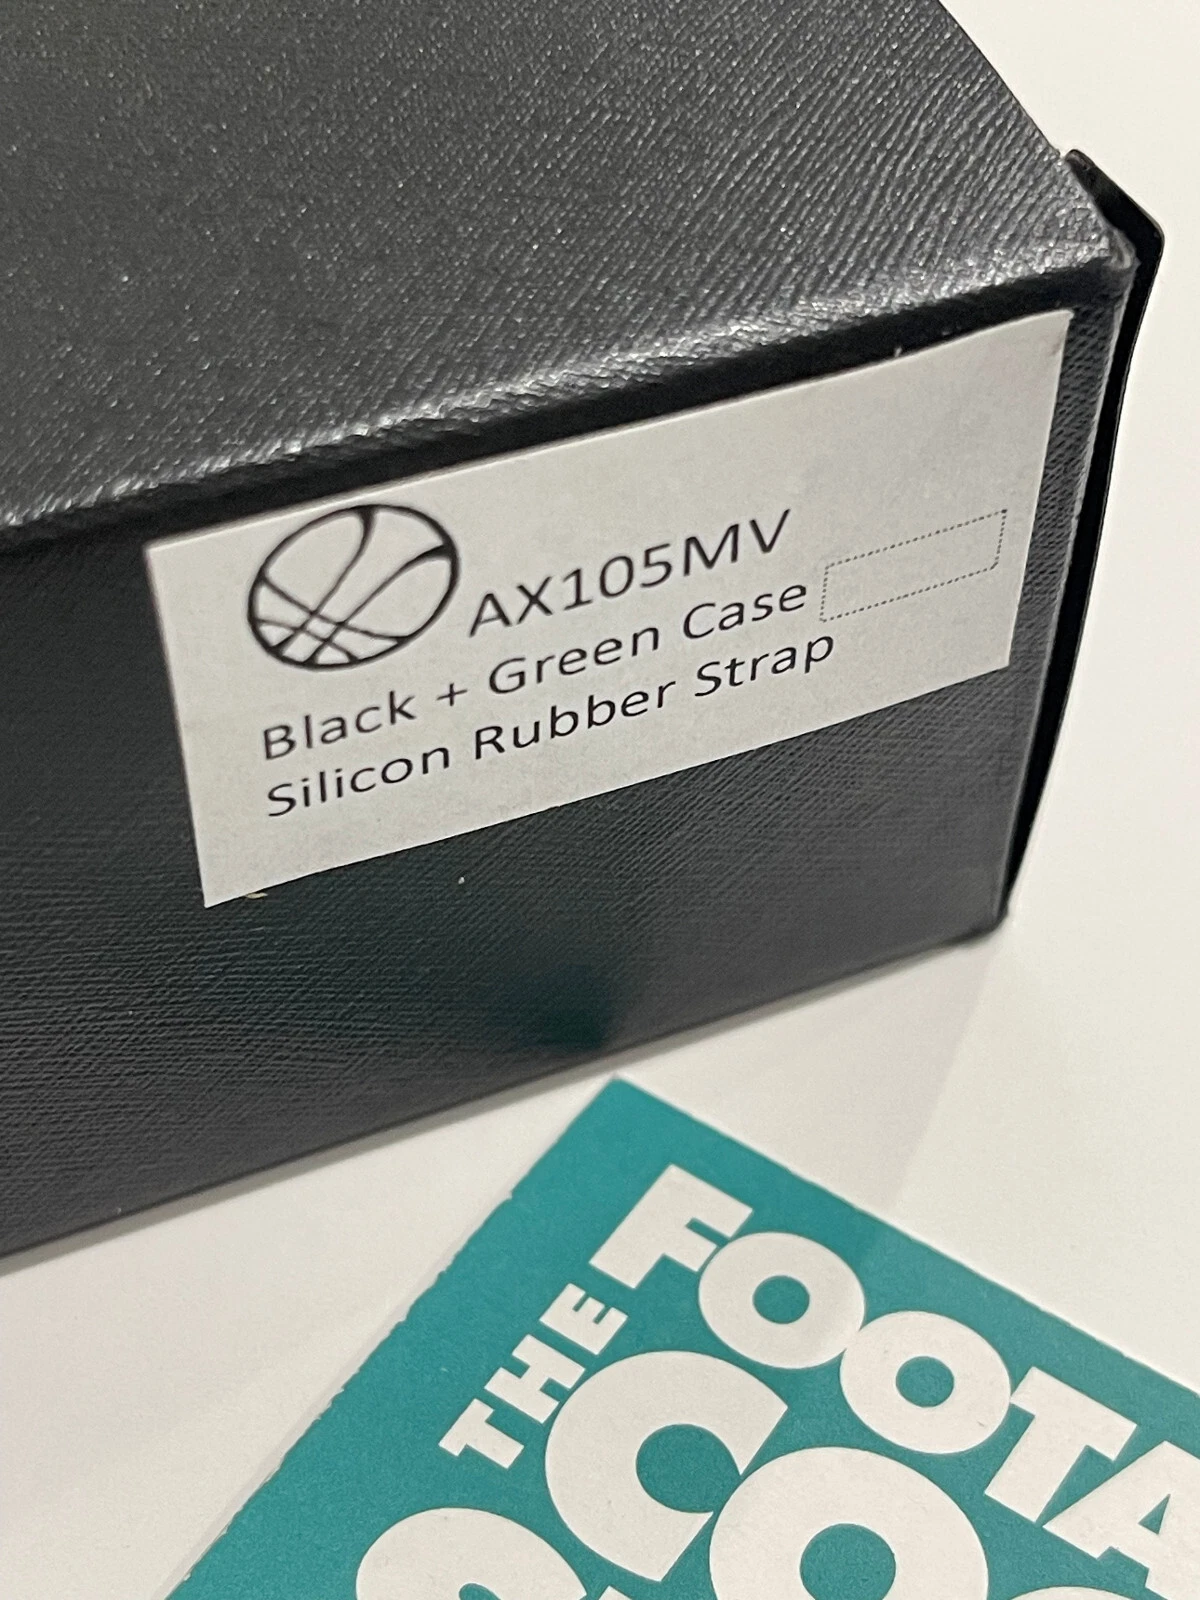 AX105MV
Black + Green Case
Silicon Rubber Strap
THE FOOTA